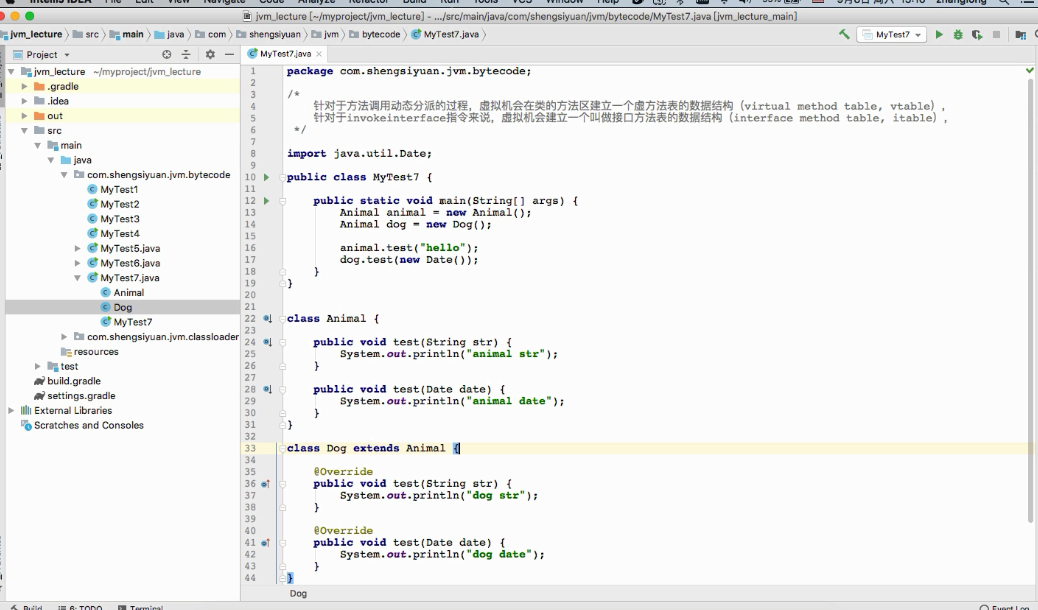 IntelliJ IDEA File Edit View Navigate Code Analyze Refactor Build Run Tools VCS Window Help
jvm_lecture [~/myproject/jvm_lecture] - .../src/main/java/com/shengsiyuan/jvm/bytecode/MyTest7.java [jvm_lecture_main]
jvm_lecture src main java com shengsiyuan jvm bytecode MyTest7.java MyTest7
Project
MyTest7.java
jvm_lecture ~/myproject/jvm_lecture
.gradle
.idea
out
src
main
java
com.shengsiyuan.jvm.bytecode
MyTest1
MyTest2
MyTest3
MyTest4
MyTest5.java
MyTest6.java
MyTest7.java
Animal
Dog
MyTest7
com.shengsiyuan.jvm.classloader
resources
test
build.gradle
settings.gradle
External Libraries
Scratches and Consoles
1 package com.shengsiyuan.jvm.bytecode;
2
3 /*
4 针对于方法调用动态分派的过程，虚拟机会在类的方法区建立一个虚方法表的数据结构（virtual method table, vtable），
5 针对于invokeinterface指令来说，虚拟机会建立一个叫做接口方法表的数据结构（interface method table, itable），
6 */
7
8 import java.util.Date;
9
10 public class MyTest7 {
11
12 public static void main(String[] args) {
13 Animal animal = new Animal();
14 Animal dog = new Dog();
15
16 animal.test("hello");
17 dog.test(new Date());
18 }
19 }
20
21
22 class Animal {
23
24 public void test(String str) {
25 System.out.println("animal str");
26 }
27
28 public void test(Date date) {
29 System.out.println("animal date");
30 }
31 }
32
33 class Dog extends Animal {
34
35 @Override
36 public void test(String str) {
37 System.out.println("dog str");
38 }
39
40 @Override
41 public void test(Date date) {
42 System.out.println("dog date");
43 }
44 }
Dog
Build 6: TODO Terminal Event Log